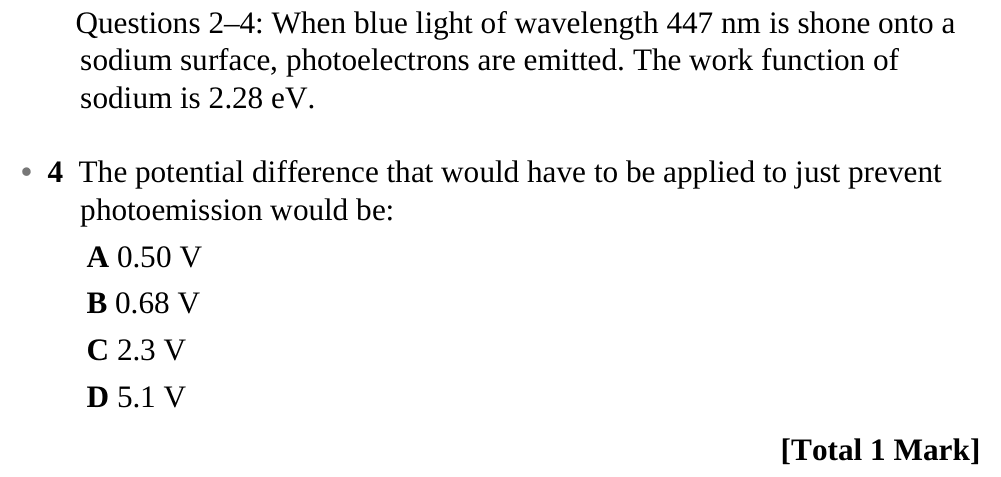 Questions 2–4: When blue light of wavelength 447 nm is shone onto a
sodium surface, photoelectrons are emitted. The work function of
sodium is 2.28 eV.
• 4 The potential difference that would have to be applied to just prevent
photoemission would be:
A 0.50 V
B 0.68 V
C 2.3 V
D 5.1 V
[Total 1 Mark]